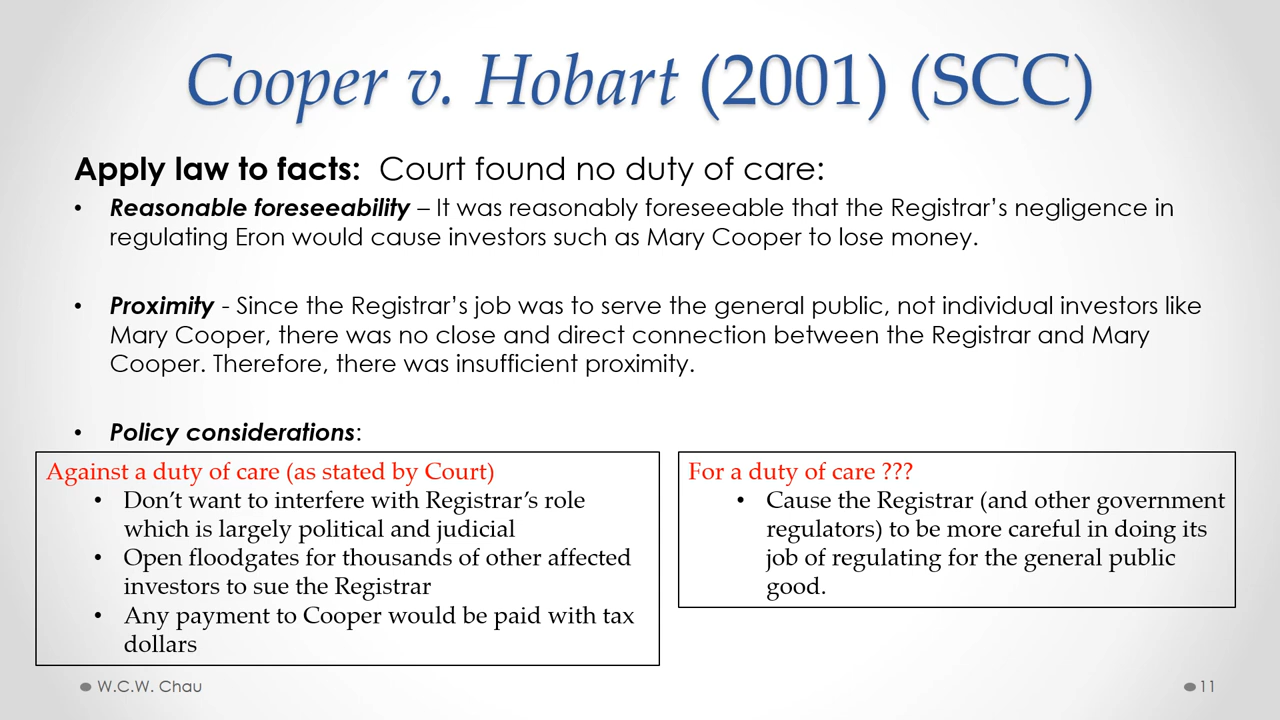 Cooper v. Hobart (2001) (SCC)
Apply law to facts:  Court found no duty of care:
• Reasonable foreseeability – It was reasonably foreseeable that the Registrar’s negligence in
regulating Eron would cause investors such as Mary Cooper to lose money.
• Proximity - Since the Registrar’s job was to serve the general public, not individual investors like
Mary Cooper, there was no close and direct connection between the Registrar and Mary
Cooper. Therefore, there was insufficient proximity.
• Policy considerations:
Against a duty of care (as stated by Court)
• Don’t want to interfere with Registrar’s role
which is largely political and judicial
• Open floodgates for thousands of other affected
investors to sue the Registrar
• Any payment to Cooper would be paid with tax
dollars
For a duty of care ???
• Cause the Registrar (and other government
regulators) to be more careful in doing its
job of regulating for the general public
good.
W.C.W. Chau
11